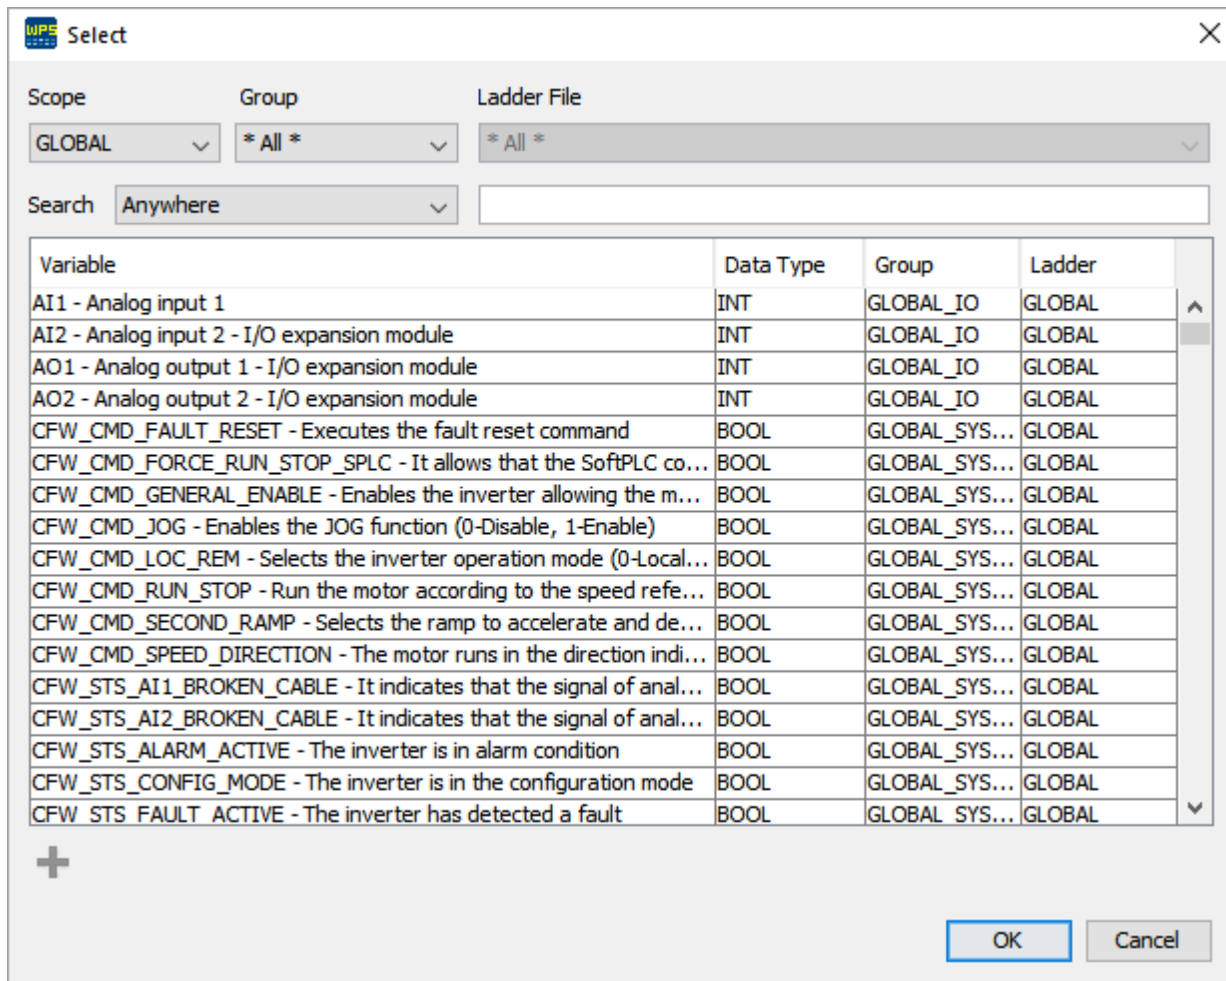 WPS Select
Scope Group Ladder File
GLOBAL * All * * All *
Search Anywhere
Variable Data Type Group Ladder
AI1 - Analog input 1 INT GLOBAL_IO GLOBAL
AI2 - Analog input 2 - I/O expansion module INT GLOBAL_IO GLOBAL
AO1 - Analog output 1 - I/O expansion module INT GLOBAL_IO GLOBAL
AO2 - Analog output 2 - I/O expansion module INT GLOBAL_IO GLOBAL
CFW_CMD_FAULT_RESET - Executes the fault reset command BOOL GLOBAL_SYS... GLOBAL
CFW_CMD_FORCE_RUN_STOP_SPLC - It allows that the SoftPLC co... BOOL GLOBAL_SYS... GLOBAL
CFW_CMD_GENERAL_ENABLE - Enables the inverter allowing the m... BOOL GLOBAL_SYS... GLOBAL
CFW_CMD_JOG - Enables the JOG function (0-Disable, 1-Enable) BOOL GLOBAL_SYS... GLOBAL
CFW_CMD_LOC_REM - Selects the inverter operation mode (0-Local... BOOL GLOBAL_SYS... GLOBAL
CFW_CMD_RUN_STOP - Run the motor according to the speed refe... BOOL GLOBAL_SYS... GLOBAL
CFW_CMD_SECOND_RAMP - Selects the ramp to accelerate and de... BOOL GLOBAL_SYS... GLOBAL
CFW_CMD_SPEED_DIRECTION - The motor runs in the direction indi... BOOL GLOBAL_SYS... GLOBAL
CFW_STS_AI1_BROKEN_CABLE - It indicates that the signal of anal... BOOL GLOBAL_SYS... GLOBAL
CFW_STS_AI2_BROKEN_CABLE - It indicates that the signal of anal... BOOL GLOBAL_SYS... GLOBAL
CFW_STS_ALARM_ACTIVE - The inverter is in alarm condition BOOL GLOBAL_SYS... GLOBAL
CFW_STS_CONFIG_MODE - The inverter is in the configuration mode BOOL GLOBAL_SYS... GLOBAL
CFW_STS_FAULT_ACTIVE - The inverter has detected a fault BOOL GLOBAL_SYS... GLOBAL
OK Cancel